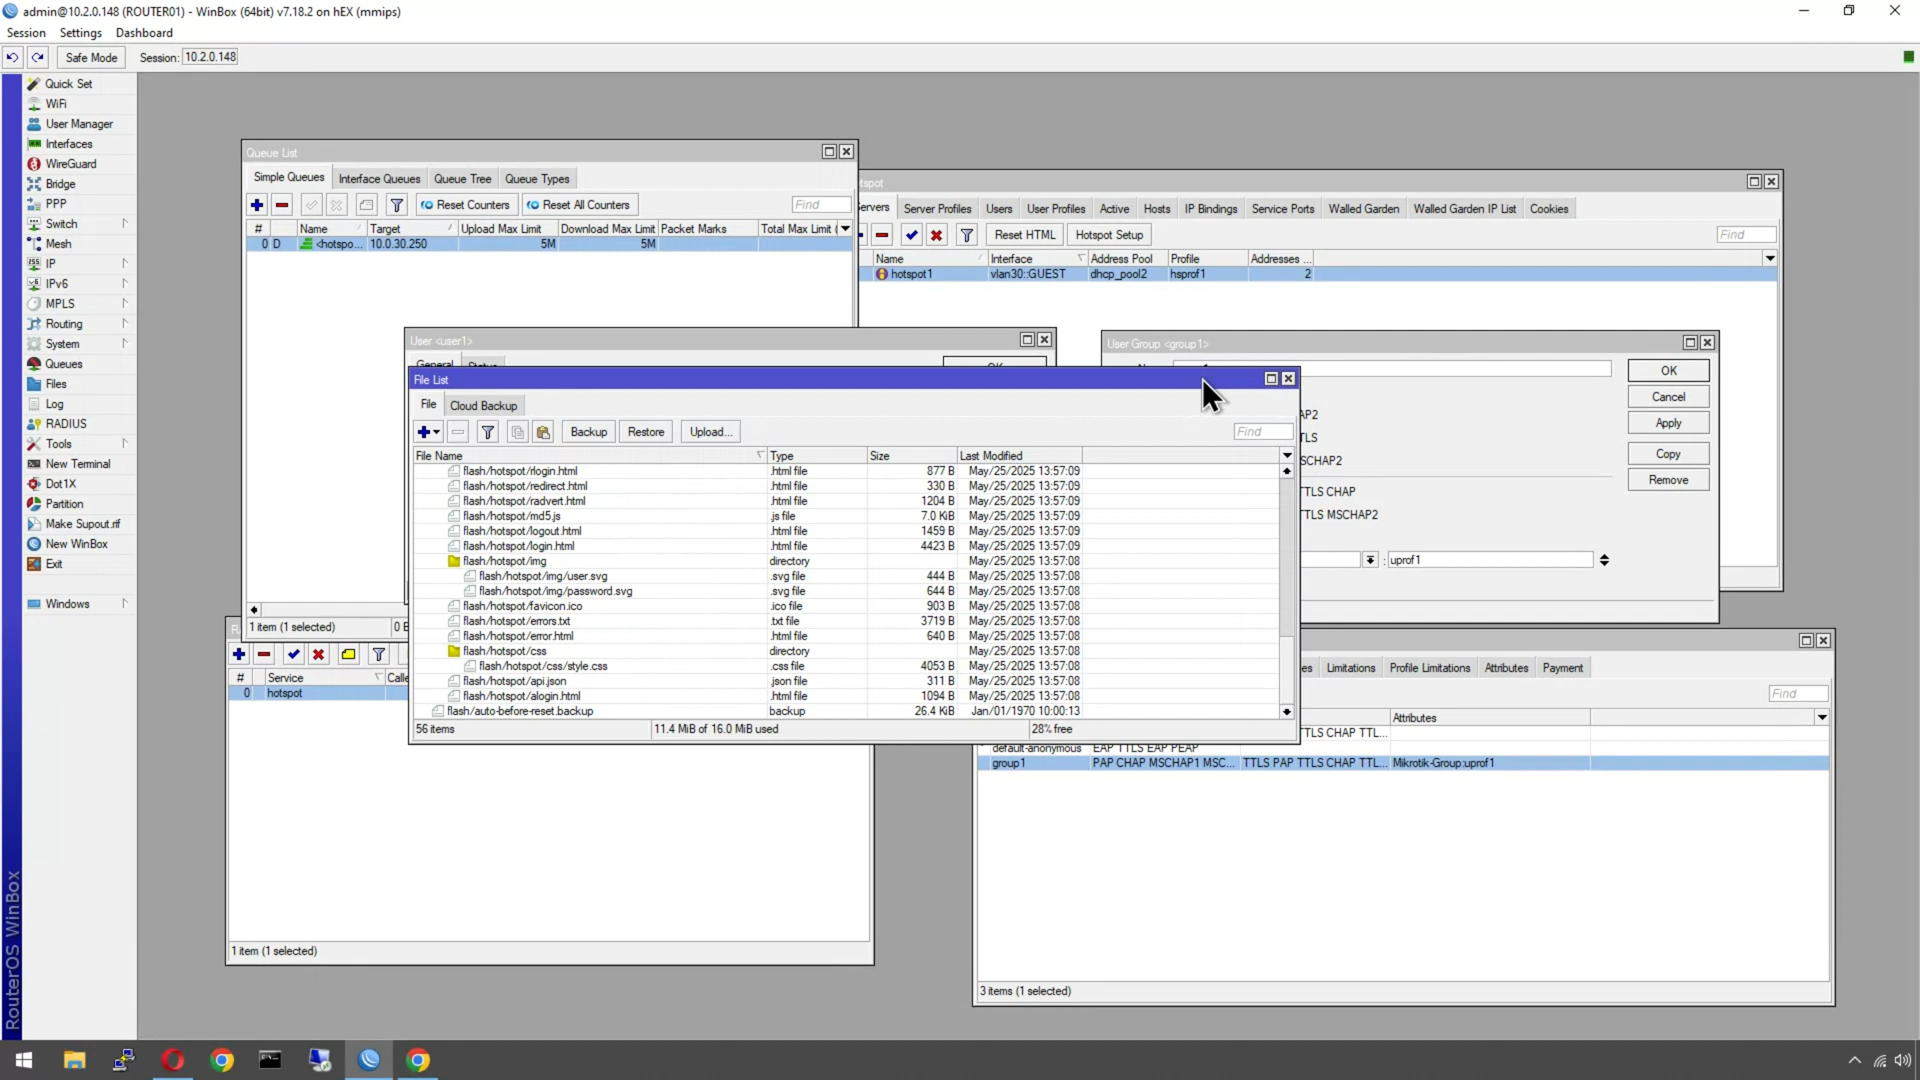 admin@10.2.0.148 (ROUTER01) - WinBox (64bit) v7.18.2 on hEX (mmips)
Session Settings Dashboard
Safe Mode Session: 10.2.0.148
Quick Set
WiFi
User Manager
Interfaces
WireGuard
Bridge
PPP
Switch
Mesh
IP
IPv6
MPLS
Routing
System
Queues
Files
Log
RADIUS
Tools
New Terminal
Dot1X
Partition
Make Supout.rif
New WinBox
Exit
Windows
RouterOS WinBox
Queue List
Simple Queues Interface Queues Queue Tree Queue Types
Reset Counters Reset All Counters Find
# Name Target Upload Max Limit Download Max Limit Packet Marks Total Max Limit (
0 D <hotspo... 10.0.30.250 5M 5M
1 item (1 selected) 0 B
Server Profiles Users User Profiles Active Hosts IP Bindings Service Ports Walled Garden Walled Garden IP List Cookies
Reset HTML Hotspot Setup Find
Name Interface Address Pool Profile Addresses ...
hotspot1 vlan30::GUEST dhcp_pool2 hsprof1 2
User <user1>
General Status
OK
User Group <group1>
OK
Cancel
Apply
Copy
Remove
TTLS CHAP
TTLS MSCHAP2
: uprof1
File List
File Cloud Backup
Backup Restore Upload... Find
File Name Type Size Last Modified
flash/hotspot/rlogin.html .html file 877 B May/25/2025 13:57:09
flash/hotspot/redirect.html .html file 330 B May/25/2025 13:57:09
flash/hotspot/radvert.html .html file 1204 B May/25/2025 13:57:09
flash/hotspot/md5.js .js file 7.0 KiB May/25/2025 13:57:09
flash/hotspot/logout.html .html file 1459 B May/25/2025 13:57:09
flash/hotspot/login.html .html file 4423 B May/25/2025 13:57:09
flash/hotspot/img directory May/25/2025 13:57:08
flash/hotspot/img/user.svg .svg file 444 B May/25/2025 13:57:08
flash/hotspot/img/password.svg .svg file 644 B May/25/2025 13:57:08
flash/hotspot/favicon.ico .ico file 903 B May/25/2025 13:57:08
flash/hotspot/errors.txt .txt file 3719 B May/25/2025 13:57:08
flash/hotspot/error.html .html file 640 B May/25/2025 13:57:08
flash/hotspot/css directory May/25/2025 13:57:08
flash/hotspot/css/style.css .css file 4053 B May/25/2025 13:57:08
flash/hotspot/api.json .json file 311 B May/25/2025 13:57:08
flash/hotspot/alogin.html .html file 1094 B May/25/2025 13:57:08
flash/auto-before-reset.backup backup 26.4 KiB Jan/01/1970 10:00:13
56 items 11.4 MiB of 16.0 MiB used 28% free
# Service Calle
0 hotspot
1 item (1 selected)
Limitations Profile Limitations Attributes Payment
Find
Attributes
TTLS CHAP TTL...
default-anonymous EAP TTLS EAP PEAP
group1 PAP CHAP MSCHAP1 MSC... TTLS PAP TTLS CHAP TTL... Mikrotik-Group:uprof1
3 items (1 selected)